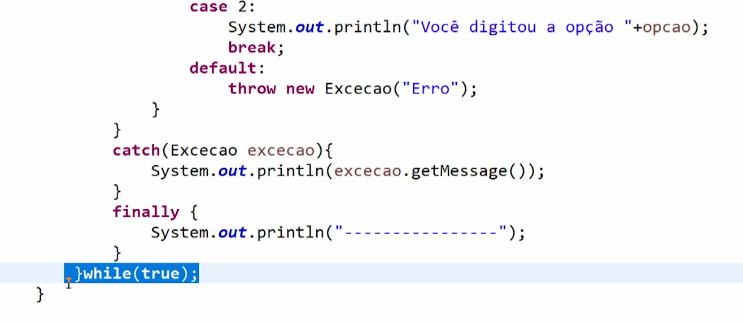 case 2:
System.out.println("Você digitou a opção "+opcao);
break;
default:
throw new Excecao("Erro");
}
}
catch(Excecao excecao){
System.out.println(excecao.getMessage());
}
finally {
System.out.println("----------------");
}
}while(true);
}